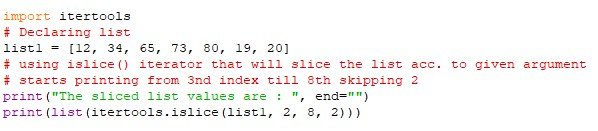 import itertools
# Declaring list
list1 = [12, 34, 65, 73, 80, 19, 20]
# using islice() iterator that will slice the list acc. to given argument
# starts printing from 3nd index till 8th skipping 2
print("The sliced list values are : ", end="")
print(list(itertools.islice(list1, 2, 8, 2)))